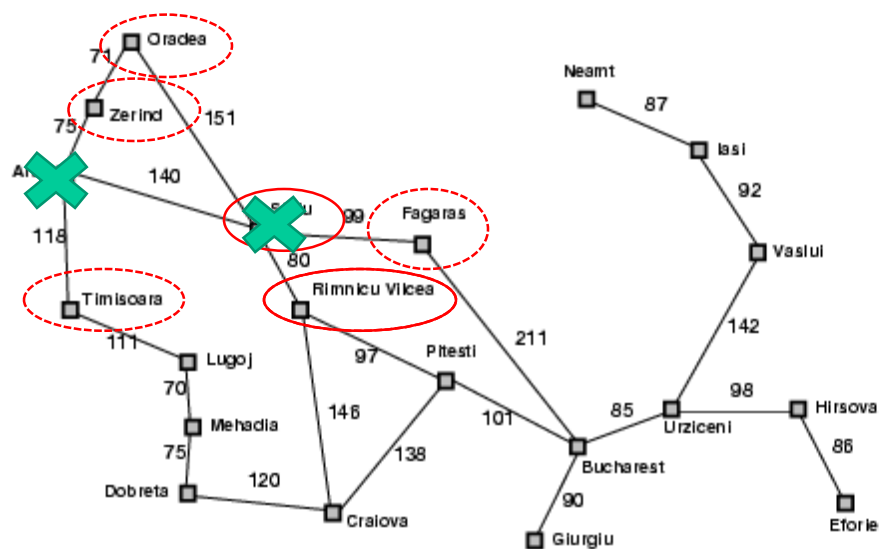 Oradea
71
Neamt
87
Zerind
75
151
Iasi
140
92
99
Fagaras
118
80
Vaslui
Timisoara
Rimnicu Vilcea
111
142
211
Lugoj
97
Pitesti
70
98
Hirsova
146
85
Mehadia
101
Urziceni
75
138
86
Bucharest
120
Dobreta
90
Craiova
Eforie
Giurgiu